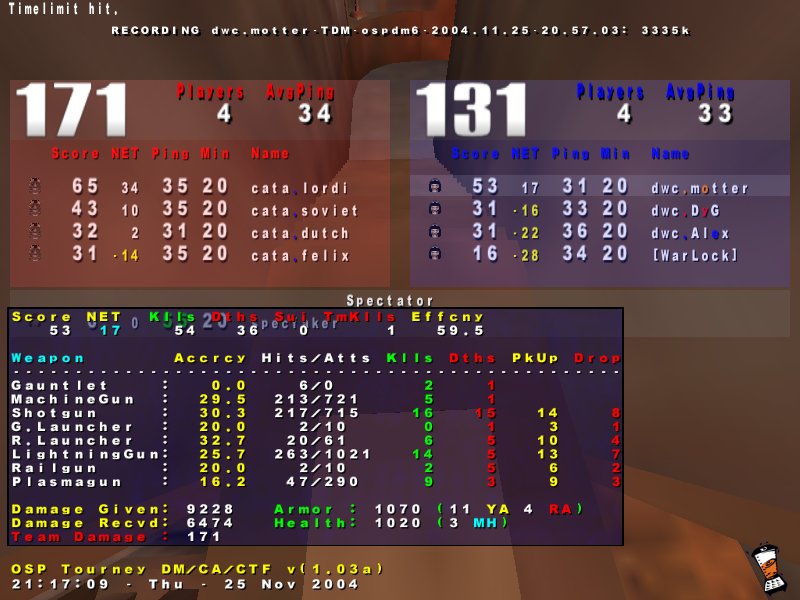 Timelimit hit.
RECORDING dwc.motter-TDM-ospdm6-2004.11.25-20.57.03: 3335k
171 Players AvgPing
4 34
Score NET Ping Min Name
65 34 35 20 cata.lordi
43 10 35 20 cata.soviet
32 2 31 20 cata.dutch
31 -14 35 20 cata.felix
131 Players AvgPing
4 33
Score NET Ping Min Name
53 17 31 20 dwc.motter
31 -16 33 20 dwc.DyG
31 -22 36 20 dwc.Alex
16 -28 34 20 [WarLock]
Spectator
Score NET Klls Dths Sui TmKlls Effcny
53 17 54 36 0 1 59.5
0 20
Weapon Accrcy Hits/Atts Klls Dths PkUp Drop
Gauntlet : 0.0 6/0 2 1
MachineGun : 29.5 213/721 5 1
Shotgun : 30.3 217/715 16 15 14 8
G.Launcher : 20.0 2/10 0 1 3 1
R.Launcher : 32.7 20/61 6 5 10 4
LightningGun: 25.7 263/1021 14 5 13 7
Railgun : 20.0 2/10 2 5 6 2
Plasmagun : 16.2 47/290 9 3 9 3
Damage Given: 9228 Armor : 1070 (11 YA 4 RA)
Damage Recvd: 6474 Health: 1020 (3 MH)
Team Damage : 171
OSP Tourney DM/CA/CTF v(1.03a)
21:17:09 - Thu - 25 Nov 2004